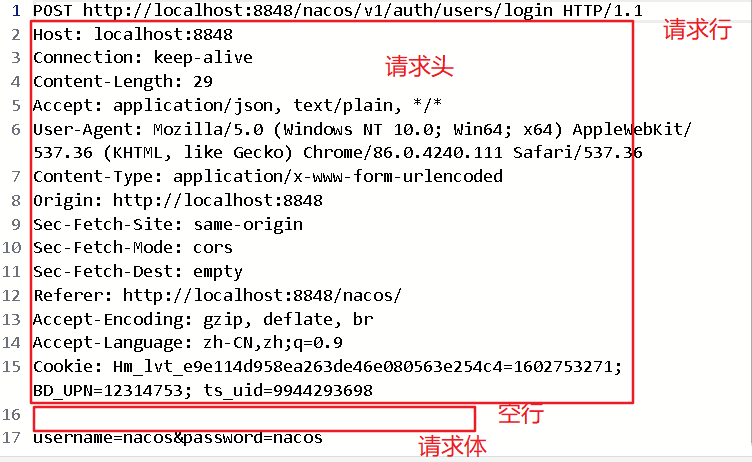 1 POST http://localhost:8848/nacos/v1/auth/users/login HTTP/1.1
请求行
2 Host: localhost:8848
3 Connection: keep-alive
请求头
4 Content-Length: 29
5 Accept: application/json, text/plain, */*
6 User-Agent: Mozilla/5.0 (Windows NT 10.0; Win64; x64) AppleWebKit/
537.36 (KHTML, like Gecko) Chrome/86.0.4240.111 Safari/537.36
7 Content-Type: application/x-www-form-urlencoded
8 Origin: http://localhost:8848
9 Sec-Fetch-Site: same-origin
10 Sec-Fetch-Mode: cors
11 Sec-Fetch-Dest: empty
12 Referer: http://localhost:8848/nacos/
13 Accept-Encoding: gzip, deflate, br
14 Accept-Language: zh-CN,zh;q=0.9
15 Cookie: Hm_lvt_e9e114d958ea263de46e080563e254c4=1602753271;
BD_UPN=12314753; ts_uid=9944293698
16
空行
17 username=nacos&password=nacos
请求体